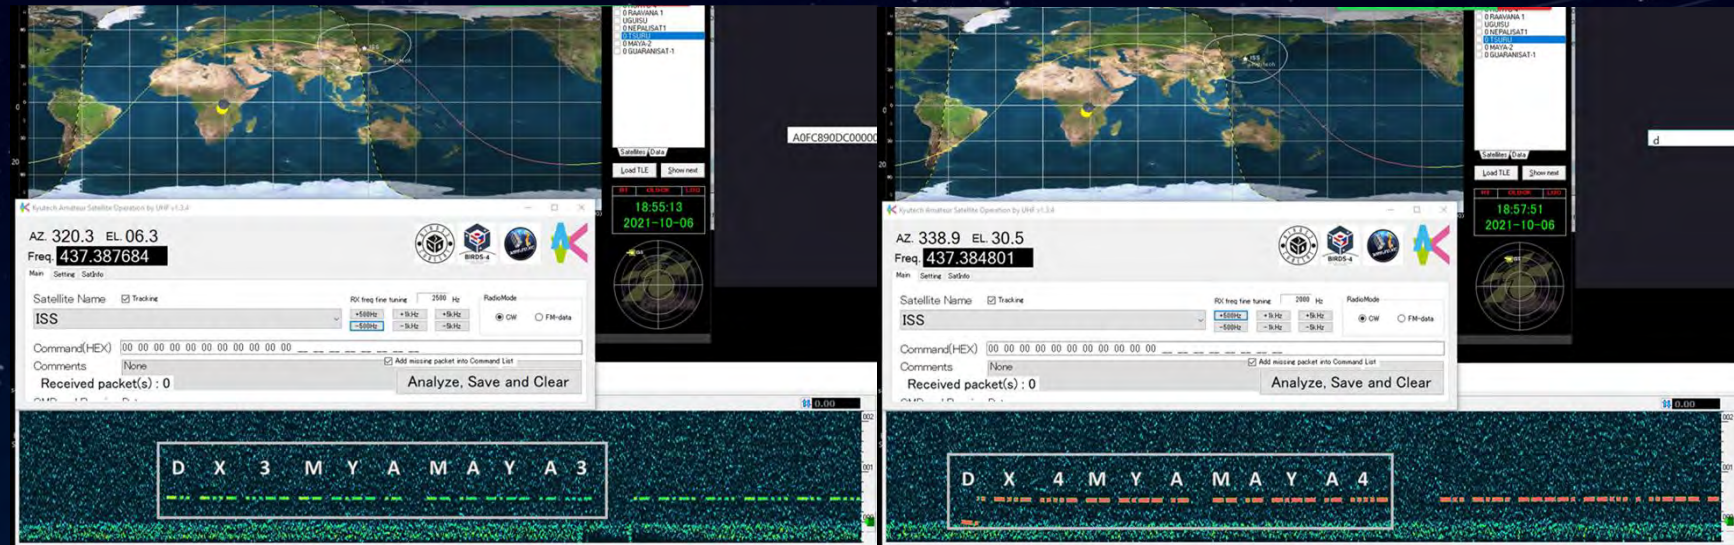 0 RAAVANA 1
UGUISU
0 NEPALISAT1
0 TSURU
0 MAYA-2
0 GUARANISAT-1
ISS
A0FC890DC0000
Satellites Data
Load TLE Show next
18:55:13
2021-10-06
Kyutech Amateur Satellite Operation by UHF v1.3.4
AZ. 320.3 EL. 06.3
BIRDS-4
Freq. 437.387684
Main Setting SatInfo
Satellite Name Tracking
RX freq fine tuning 2500 Hz
RadioMode
ISS
+500Hz +1kHz +5kHz
-500Hz -1kHz -5kHz
CW FM-data
Command(HEX) 00 00 00 00 00 00 00 00 00 00 00
Add missing packet into Command List
Comments None
Received packet(s) : 0
Analyze, Save and Clear
0.00
D X 3 M Y A M A Y A 3
0 RAAVANA 1
UGUISU
0 NEPALISAT1
0 TSURU
0 MAYA-2
0 GUARANISAT-1
ISS
d
Satellites Data
Load TLE Show next
18:57:51
2021-10-06
Kyutech Amateur Satellite Operation by UHF v1.3.4
AZ. 338.9 EL. 30.5
BIRDS-4
Freq. 437.384801
Main Setting SatInfo
Satellite Name Tracking
RX freq fine tuning 2000 Hz
RadioMode
ISS
+500Hz +1kHz +5kHz
-500Hz -1kHz -5kHz
CW FM-data
Command(HEX) 00 00 00 00 00 00 00 00 00 00 00
Add missing packet into Command List
Comments None
Received packet(s) : 0
Analyze, Save and Clear
0.00
D X 4 M Y A M A Y A 4